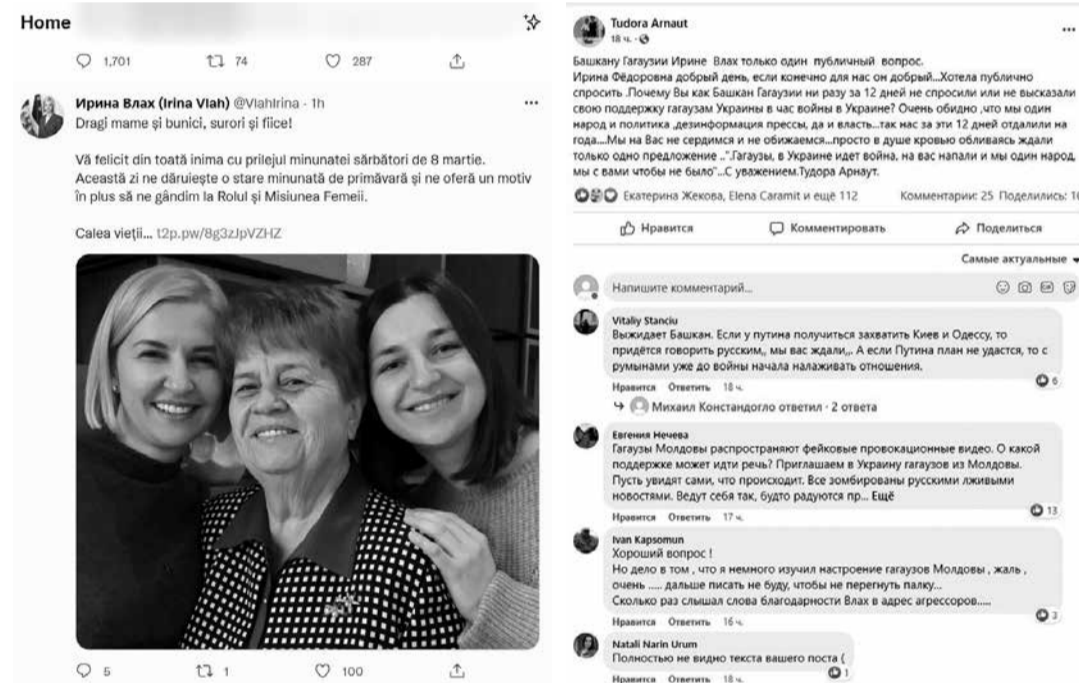 Home
1,701 74 287
Ирина Влах (Irina Vlah) @VlahIrina · 1h
Dragi mame și bunici, surori și fiice!
Vă felicit din toată inima cu prilejul minunatei sărbători de 8 martie.
Această zi ne dăruiește o stare minunată de primăvară și ne oferă un motiv
în plus să ne gândim la Rolul și Misiunea Femeii.
Calea vieții... t2p.pw/8g3zJpVZHZ
5 1 100
Tudora Arnaut
18 ч.
Башкану Гагаузии Ирине Влах только один публичный вопрос.
Ирина Фёдоровна добрый день, если конечно для нас он добрый...Хотела публично
спросить .Почему Вы как Башкан Гагаузии ни разу за 12 дней не спросили или не высказали
свою поддержку гагаузам Украины в час войны в Украине? Очень обидно ,что мы один
народ и политика ,дезинформация прессы, да и власть...так нас за эти 12 дней отдалили на
года....Мы на Вас не сердимся и не обижаемся...просто в душе кровью обливаясь ждали
только одно предложение ..".Гагаузы, в Украине идет война, на вас напали и мы один народ,
мы с вами чтобы не было"...С уважением.Тудора Арнаут.
Екатерина Жекова, Elena Caramit и ещё 112 Комментарии: 25 Поделились: 16
Нравится Комментировать Поделиться
Самые актуальные
Напишите комментарий...
Vitaliy Stanciu
Выжидает Башкан. Если у путина получиться захватить Киев и Одессу, то
придётся говорить русским,, мы вас ждали,,. А если Путина план не удастся, то с
румынами уже до войны начала налаживать отношения.
6
Нравится Ответить 18 ч.
Михаил Константогло ответил · 2 ответа
Евгения Нечева
Гагаузы Молдовы распространяют фейковые провокационные видео. О какой
поддержке может идти речь? Приглашаем в Украину гагаузов из Молдовы.
Пусть увидят сами, что происходит. Все зомбированы русскими лживыми
новостями. Ведут себя так, будто радуются пр... Ещё
13
Нравится Ответить 17 ч.
Ivan Kapsomun
Хороший вопрос !
Но дело в том , что я немного изучил настроение гагаузов Молдовы , жаль ,
очень ..... дальше писать не буду, чтобы не перегнуть палку...
Сколько раз слышал слова благодарности Влах в адрес агрессоров.....
3
Нравится Ответить 16 ч.
Natali Narin Urum
Полностью не видно текста вашего поста (
1
Нравится Ответить 18 ч.